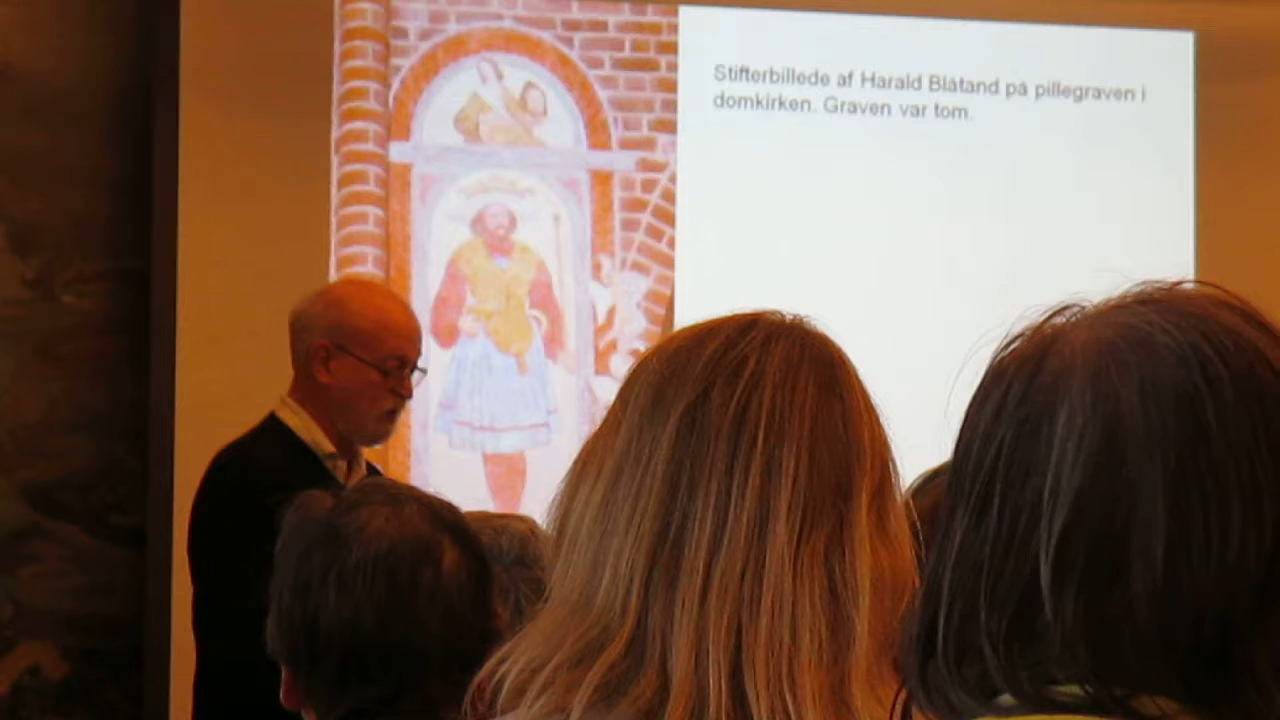 Stifterbillede af Harald Blåtand på pillegraven i
domkirken. Graven var tom.